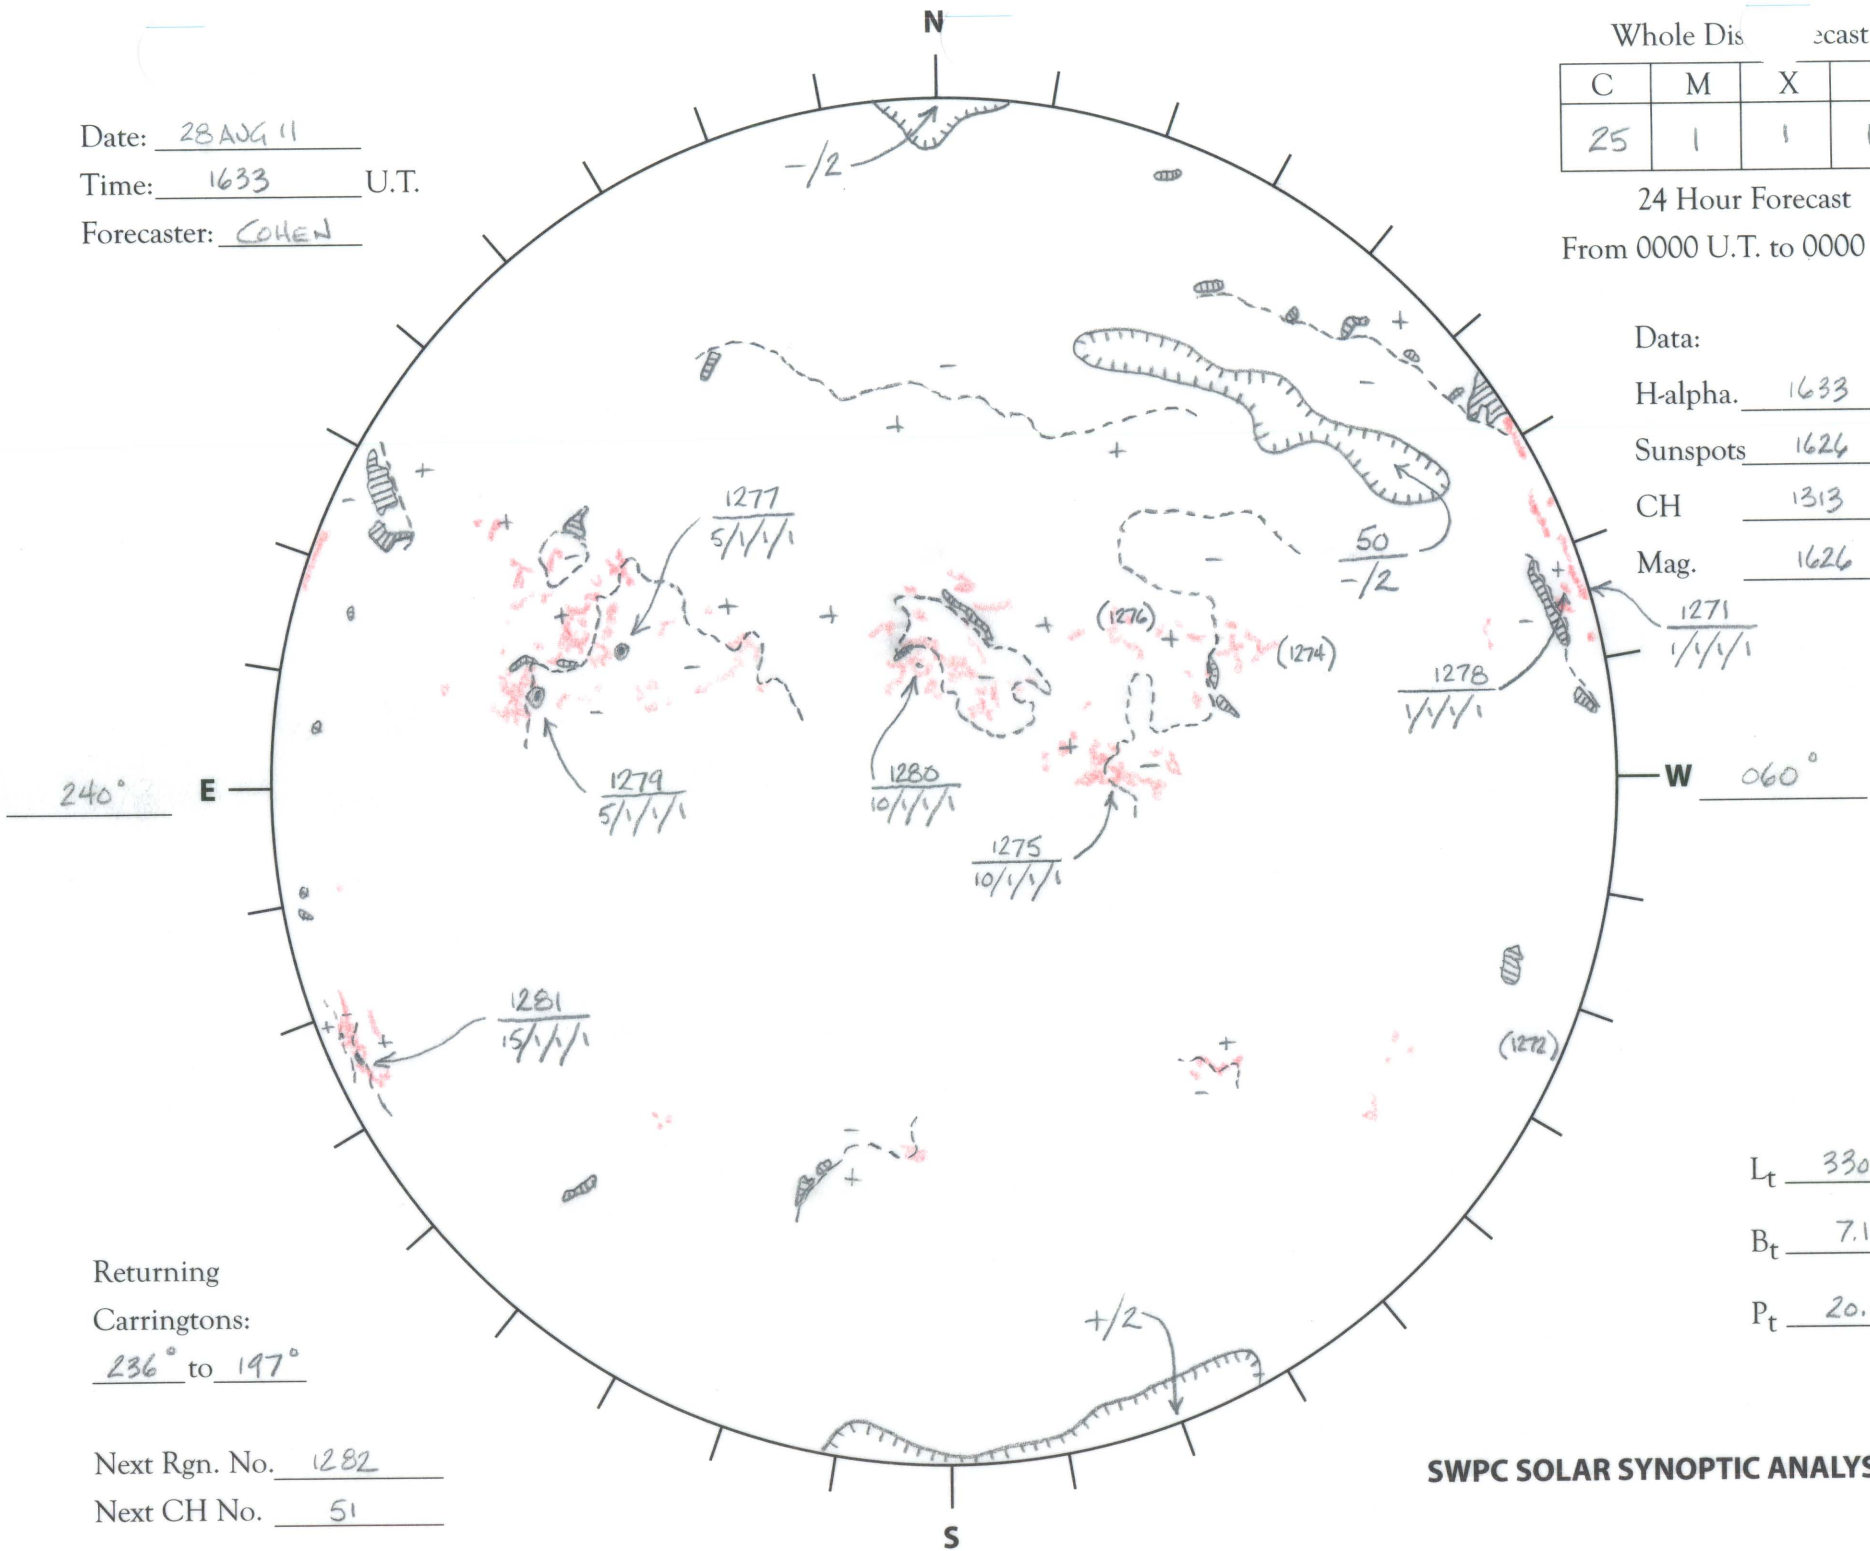 N
Date: 28 AUG 11
Time: 1633 U.T.
Forecaster: COHEN
Whole Dis ecast
C M X
25 1 1 1
24 Hour Forecast
From 0000 U.T. to 0000
Data:
H-alpha. 1633
Sunspots 1626
CH 1313
Mag. 1626
-/2
1277
5/1/1/1
50
-/2
(1276)
(1274)
1271
1/1/1/1
1278
1/1/1/1
240° E
W 060°
1279
5/1/1/1
1280
10/1/1/1
1275
10/1/1/1
1281
15/1/1/1
(1272)
Lt 330
Bt 7.1
Pt 20.
Returning
Carringtons:
236° to 197°
+/2
Next Rgn. No. 1282
Next CH No. 51
SWPC SOLAR SYNOPTIC ANALYS
S